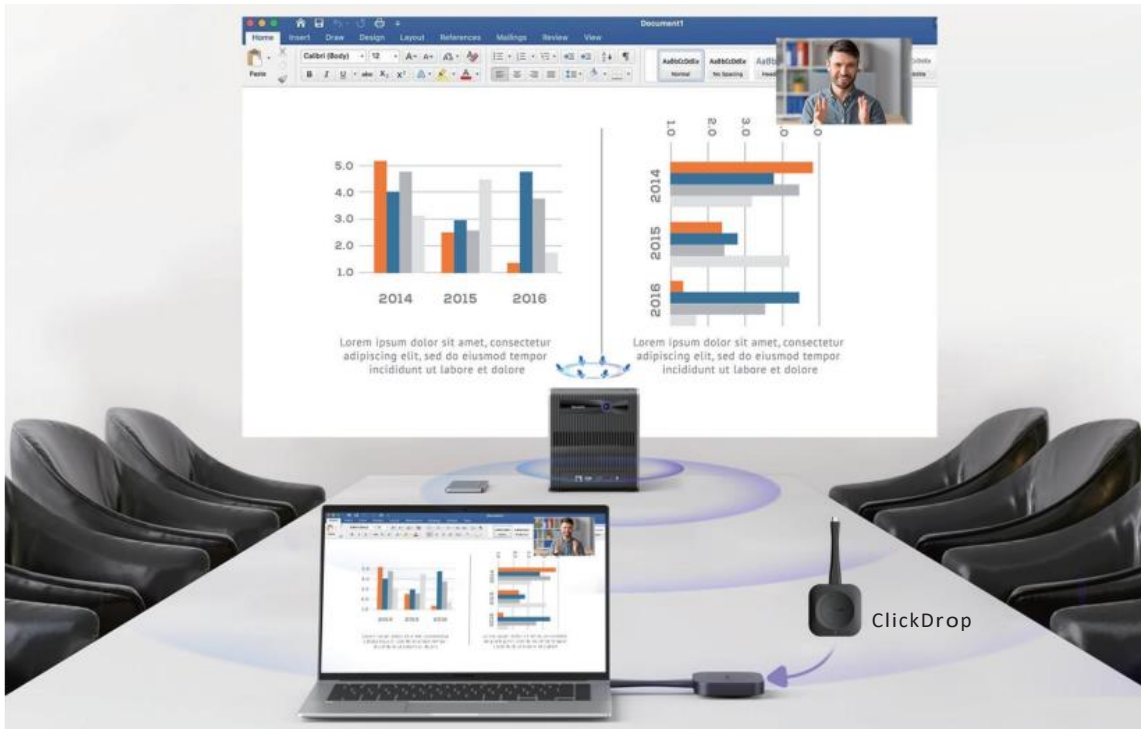 Document1
Home Insert Draw Design Layout References Mailings Review View
Paste
Calibri (Body) 12
B I U abc X₂ X²
AaBbCcDdEe AaBbCcDdEe
Normal No Spacing
5.0
4.0
3.0
2.0
1.0
2014 2015 2016
1.0 2.0 3.0
2014
2015
2016
Lorem ipsum dolor sit amet, consectetur
adipiscing elit, sed do eiusmod tempor
incididunt ut labore et dolore
Lorem ipsum dolor sit amet, consectetur
adipiscing elit, sed do eiusmod tempor
incididunt ut labore et dolore
ClickDrop